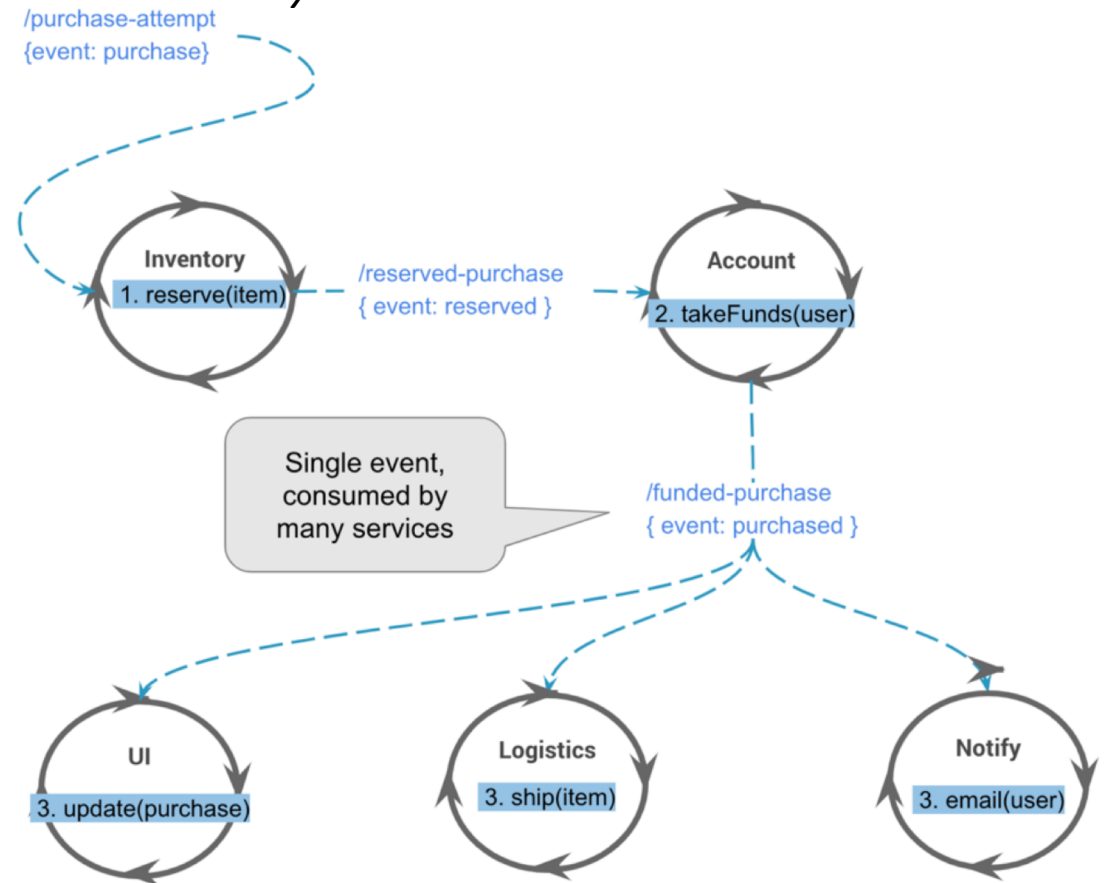 /purchase-attempt
{event: purchase}
Inventory
1. reserve(item)
/reserved-purchase
{ event: reserved }
Account
2. takeFunds(user)
Single event,
consumed by
many services
/funded-purchase
{ event: purchased }
UI
3. update(purchase)
Logistics
3. ship(item)
Notify
3. email(user)